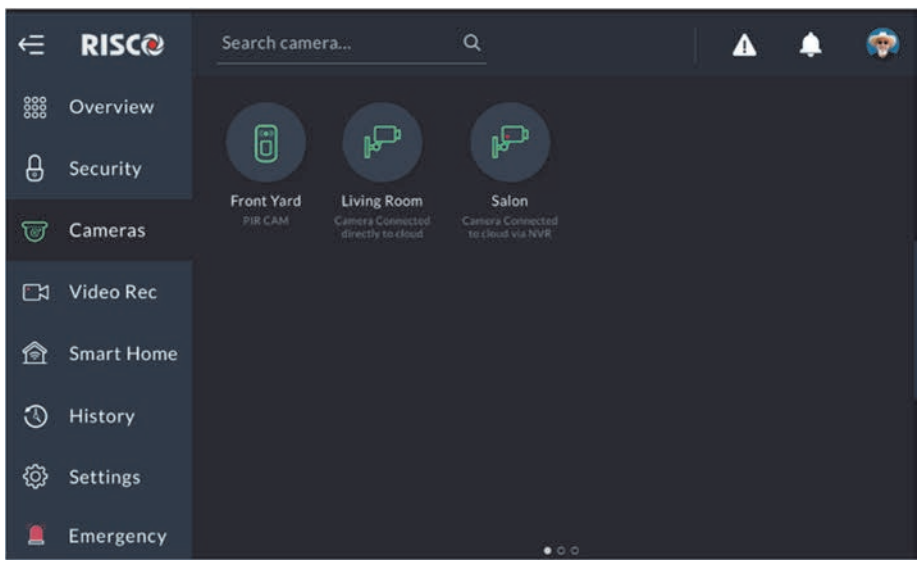 RISCO
Search camera...
Overview
Security
Cameras
Video Rec
Smart Home
History
Settings
Emergency
Front Yard
PIR CAM
Living Room
Camera Connected
directly to cloud
Salon
Camera Connected
to cloud via NVR